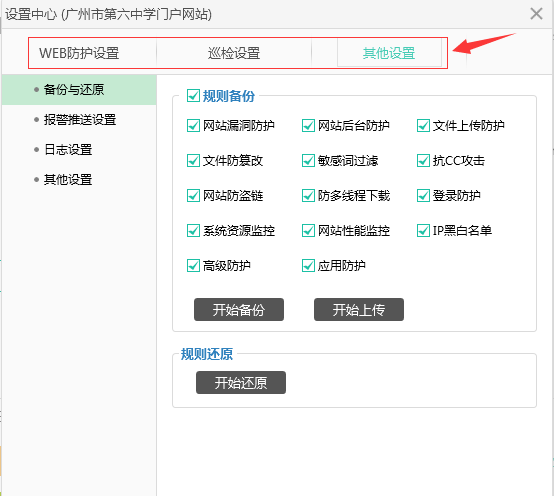 设置中心 (广州市第六中学门户网站)
WEB防护设置 巡检设置 其他设置
备份与还原
报警推送设置
日志设置
其他设置
规则备份
网站漏洞防护 网站后台防护 文件上传防护
文件防篡改 敏感词过滤 抗CC攻击
网站防盗链 防多线程下载 登录防护
系统资源监控 网站性能监控 IP黑白名单
高级防护 应用防护
开始备份 开始上传
规则还原
开始还原